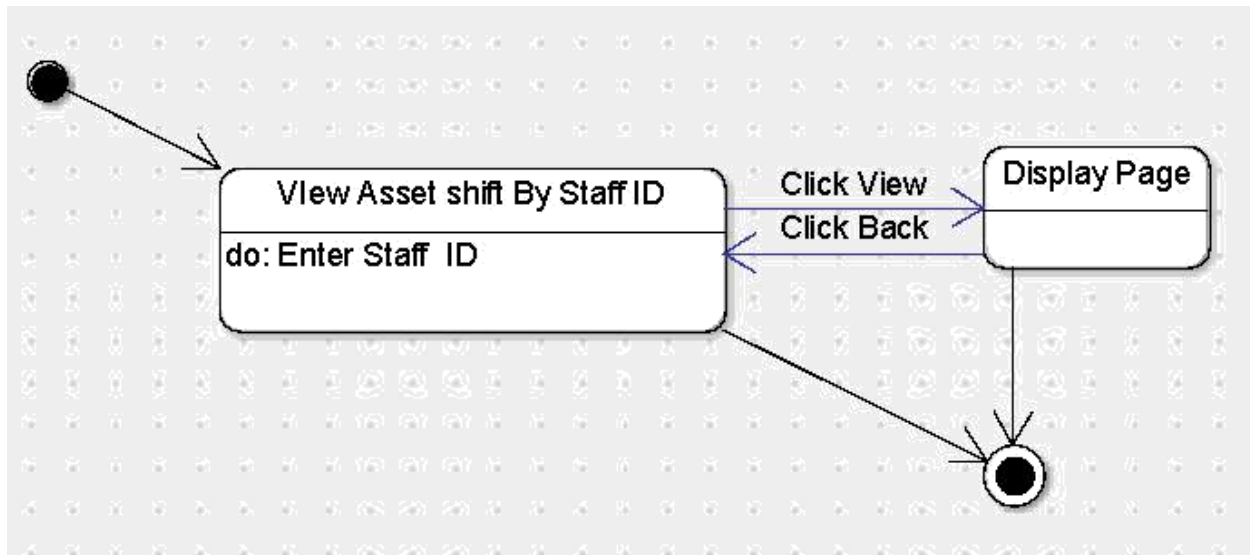 VIew Asset shift By Staff ID
do: Enter Staff ID
Click View
Click Back
Display Page